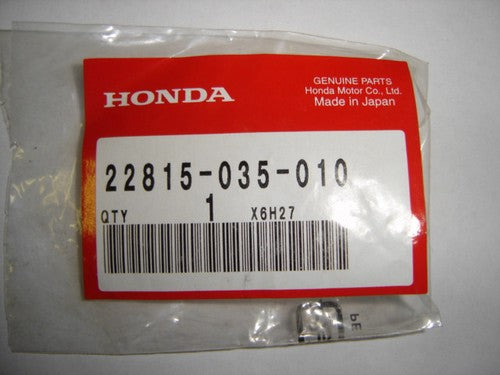 HONDA
GENUINE PARTS
Honda Motor Co., Ltd.
Made in Japan
22815-035-010
QTY 1 X6H27